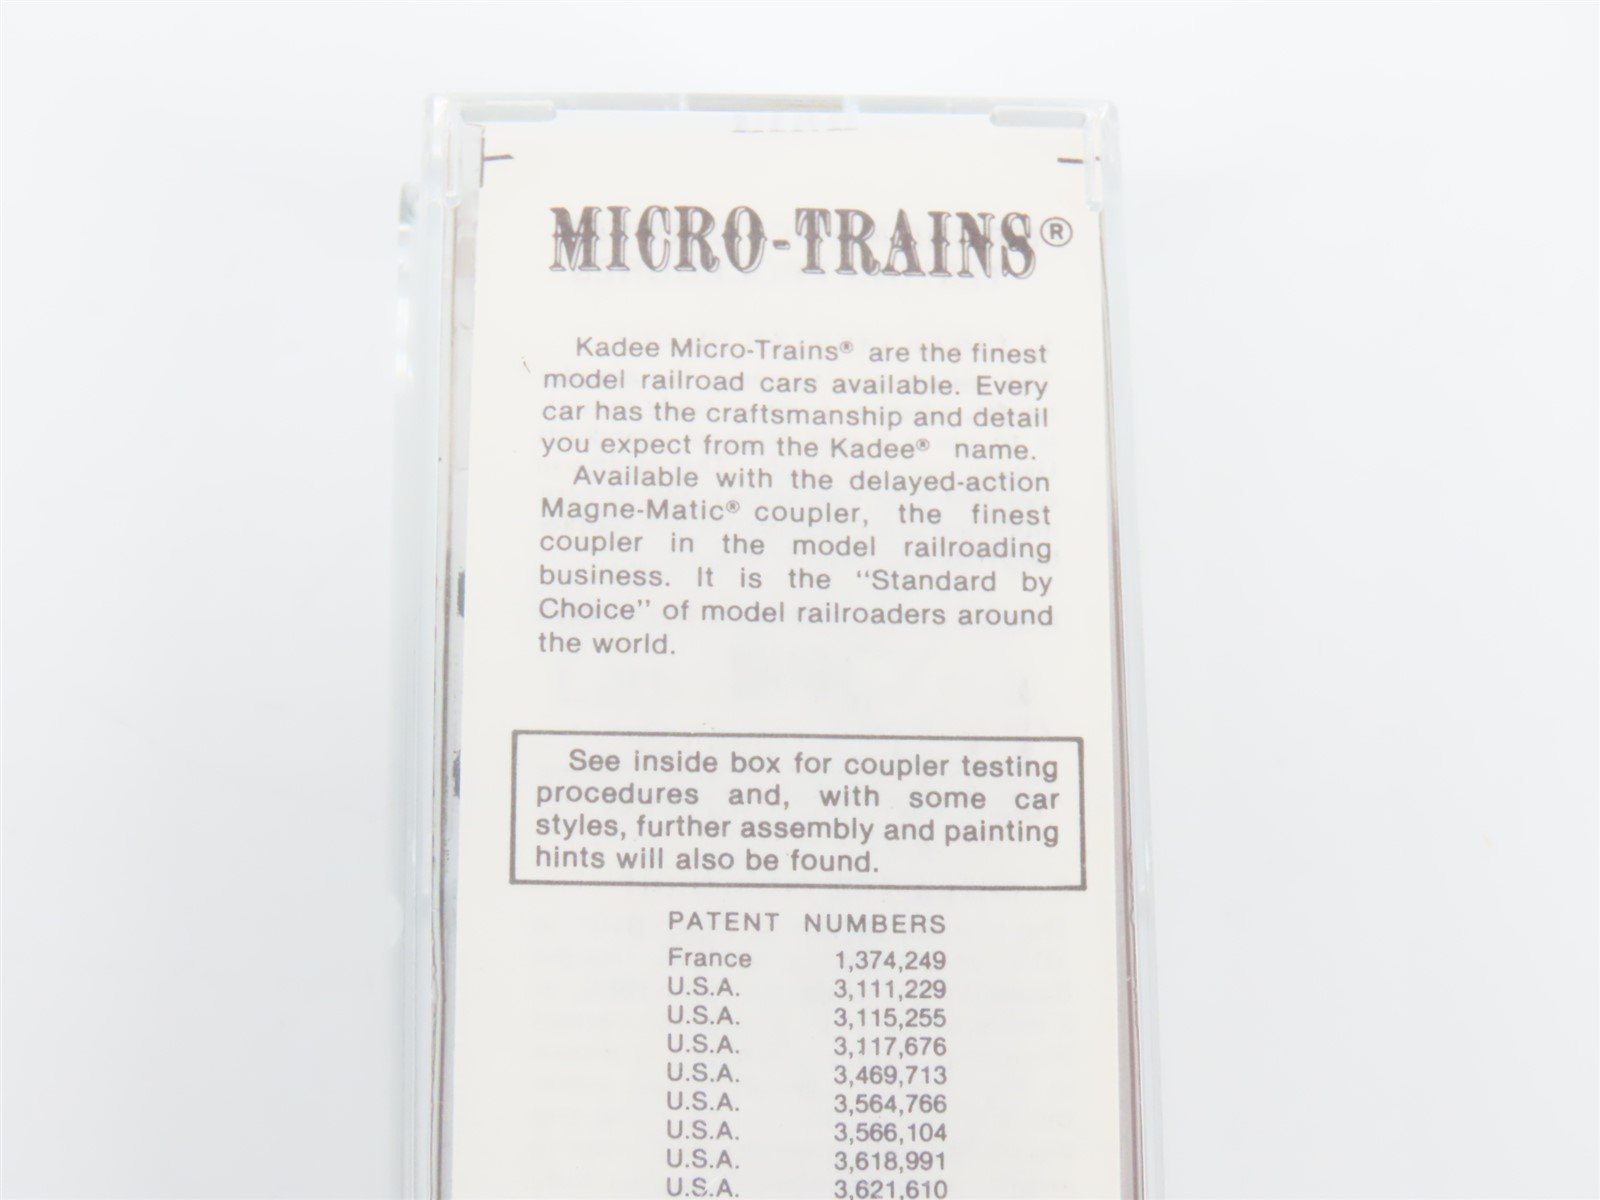 MICRO-TRAINS®
Kadee Micro-Trains® are the finest
model railroad cars available. Every
car has the craftsmanship and detail
you expect from the Kadee® name.
Available with the delayed-action
Magne-Matic® coupler, the finest
coupler in the model railroading
business. It is the "Standard by
Choice" of model railroaders around
the world.
See inside box for coupler testing
procedures and, with some car
styles, further assembly and painting
hints will also be found.
PATENT NUMBERS
France 1,374,249
U.S.A. 3,111,229
U.S.A. 3,115,255
U.S.A. 3,117,676
U.S.A. 3,469,713
U.S.A. 3,564,766
U.S.A. 3,566,104
U.S.A. 3,618,991
U.S.A. 3,621,610